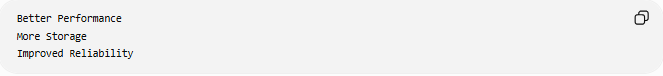 Better Performance
More Storage
Improved Reliability